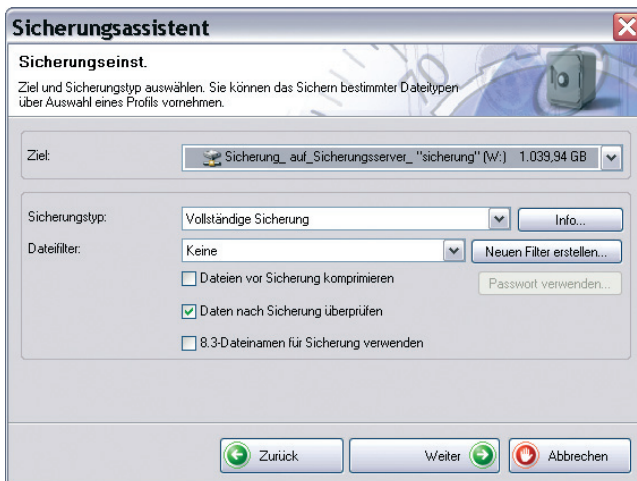 Sicherungsassistent
Sicherungseinst.
Ziel und Sicherungstyp auswählen. Sie können das Sichern bestimmter Dateitypen
über Auswahl eines Profils vornehmen.
70
Ziel:
Sicherung_ auf_Sicherungsserver_ "sicherung" (W:) 1.039,94 GB
Sicherungstyp:
Vollständige Sicherung
Info...
Dateifilter:
Keine
Neuen Filter erstellen...
Dateien vor Sicherung komprimieren
Passwort verwenden...
Daten nach Sicherung überprüfen
8.3-Dateinamen für Sicherung verwenden
Zurück
Weiter
Abbrechen